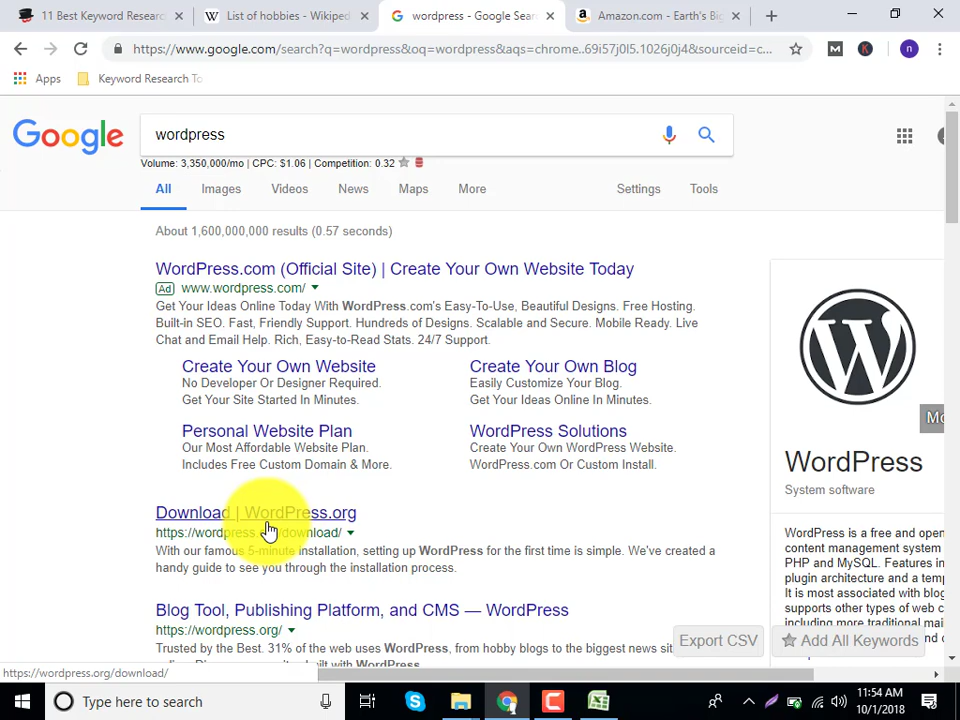 11 Best Keyword Resear
List of hobbies - Wikiped
wordpress - Google Sear
Amazon.com - Earth's Big
https://www.google.com/search?q=wordpress&oq=wordpress&aqs=chrome..69i57j0l5.1026j0j4&sourceid=c...
M
K
n
Apps
Keyword Research To
Google
wordpress
Volume: 3,350,000/mo | CPC: $1.06 | Competition: 0.32
All
Images
Videos
News
Maps
More
Settings
Tools
About 1,600,000,000 results (0.57 seconds)
WordPress.com (Official Site) | Create Your Own Website Today
Ad www.wordpress.com/
Get Your Ideas Online Today With WordPress.com's Easy-To-Use, Beautiful Designs. Free Hosting.
Built-in SEO. Fast, Friendly Support. Hundreds of Designs. Scalable and Secure. Mobile Ready. Live
Chat and Email Help. Rich, Easy-to-Read Stats. 24/7 Support.
Create Your Own Website
No Developer Or Designer Required.
Get Your Site Started In Minutes.
Create Your Own Blog
Easily Customize Your Blog.
Get Your Ideas Online In Minutes.
Personal Website Plan
Our Most Affordable Website Plan.
Includes Free Custom Domain & More.
WordPress Solutions
Create Your Own WordPress Website.
WordPress.com Or Custom Install.
Download | WordPress.org
https://wordpress.org/download/
With our famous 5-minute installation, setting up WordPress for the first time is simple. We've created a
handy guide to see you through the installation process.
Blog Tool, Publishing Platform, and CMS — WordPress
https://wordpress.org/
Trusted by the Best. 31% of the web uses WordPress, from hobby blogs to the biggest news sit
W
Mo
WordPress
System software
WordPress is a free and open
content management system
PHP and MySQL. Features in
plugin architecture and a temp
It is most associated with blog
supports other types of web c
Export CSV
Add All Keywords
https://wordpress.org/download/
Type here to search
11:54 AM
10/1/2018